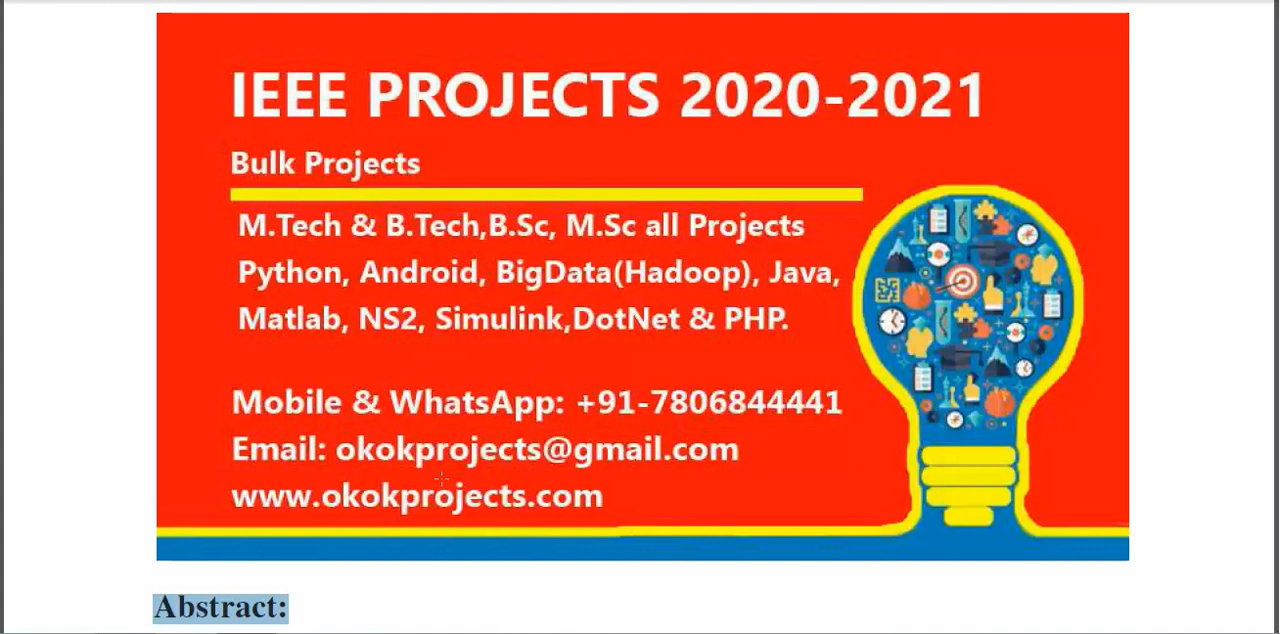 IEEE PROJECTS 2020-2021
Bulk Projects
M.Tech & B.Tech,B.Sc, M.Sc all Projects
Python, Android, BigData(Hadoop), Java,
Matlab, NS2, Simulink,DotNet & PHP.
Mobile & WhatsApp: +91-7806844441
Email: okokprojects@gmail.com
www.okokprojects.com
Abstract: